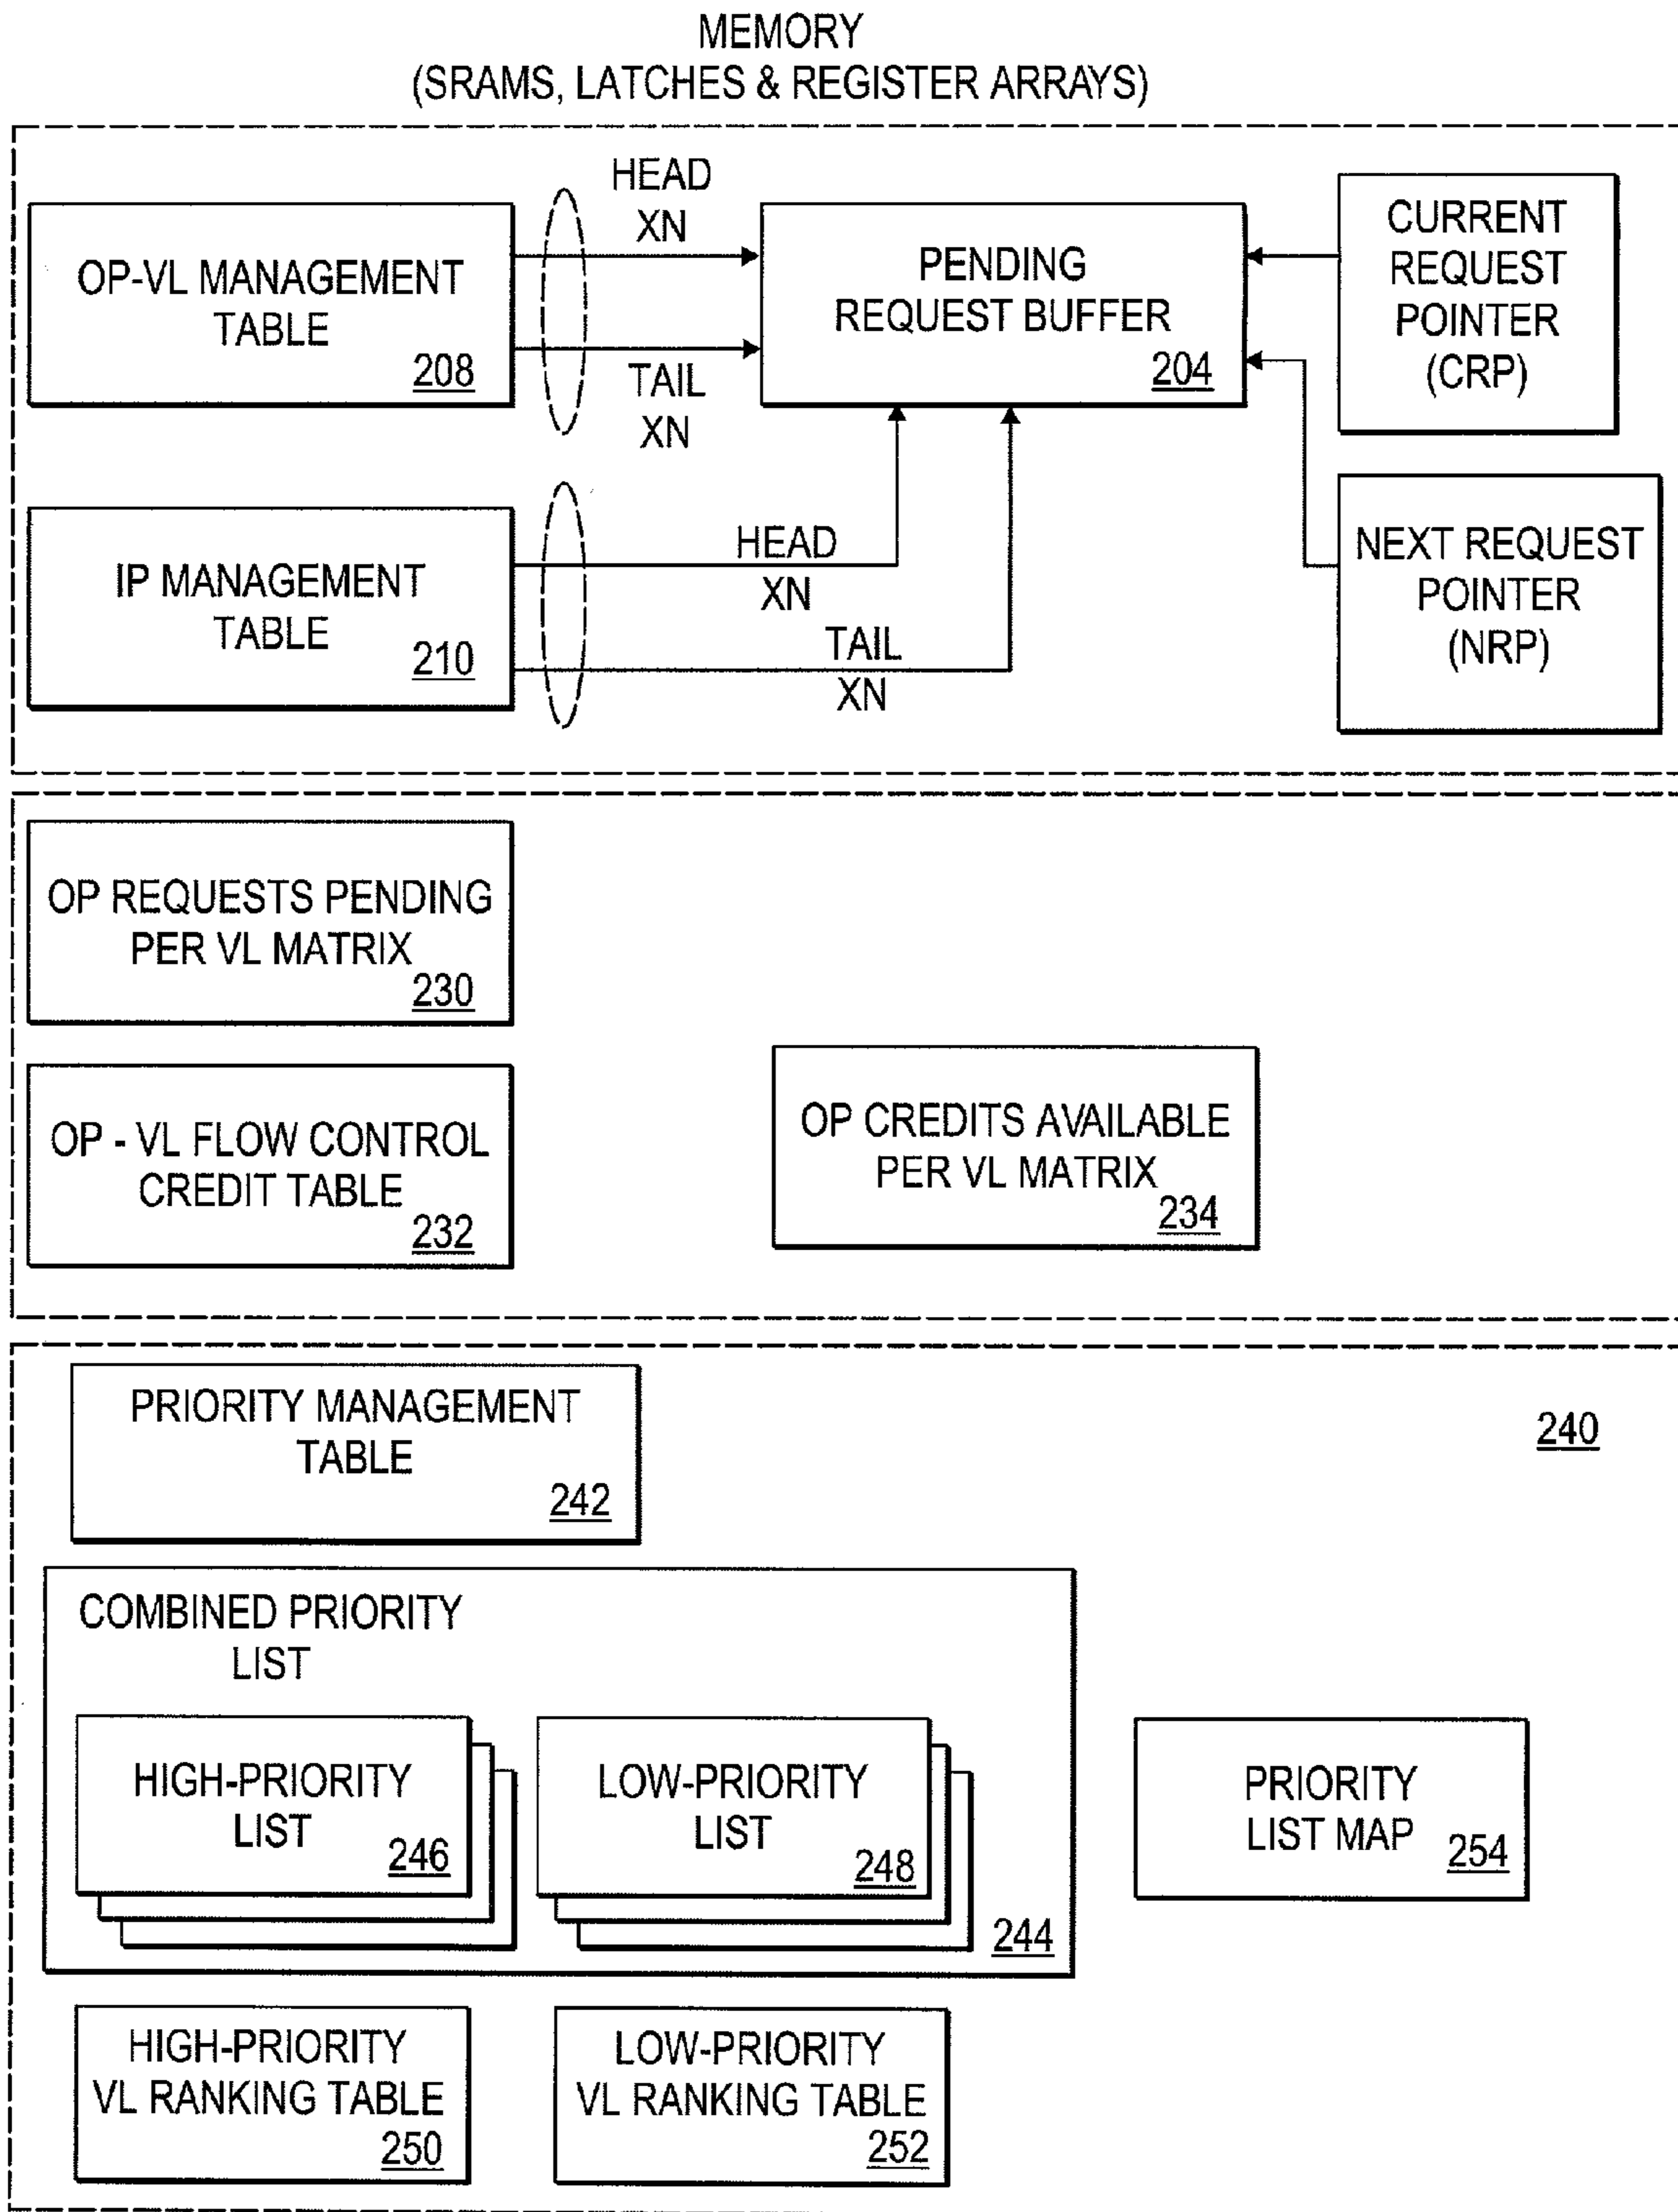 MEMORY
(SRAMS, LATCHES & REGISTER ARRAYS)
OP-VL MANAGEMENT
TABLE
208
HEAD
XN
TAIL
XN
PENDING
REQUEST BUFFER
204
CURRENT
REQUEST
POINTER
(CRP)
IP MANAGEMENT
TABLE
210
HEAD
XN
TAIL
XN
NEXT REQUEST
POINTER
(NRP)
OP REQUESTS PENDING
PER VL MATRIX
230
OP - VL FLOW CONTROL
CREDIT TABLE
232
OP CREDITS AVAILABLE
PER VL MATRIX
234
PRIORITY MANAGEMENT
TABLE
242
240
COMBINED PRIORITY
LIST
HIGH-PRIORITY
LIST
246
LOW-PRIORITY
LIST
248
244
PRIORITY
LIST MAP
254
HIGH-PRIORITY
VL RANKING TABLE
250
LOW-PRIORITY
VL RANKING TABLE
252